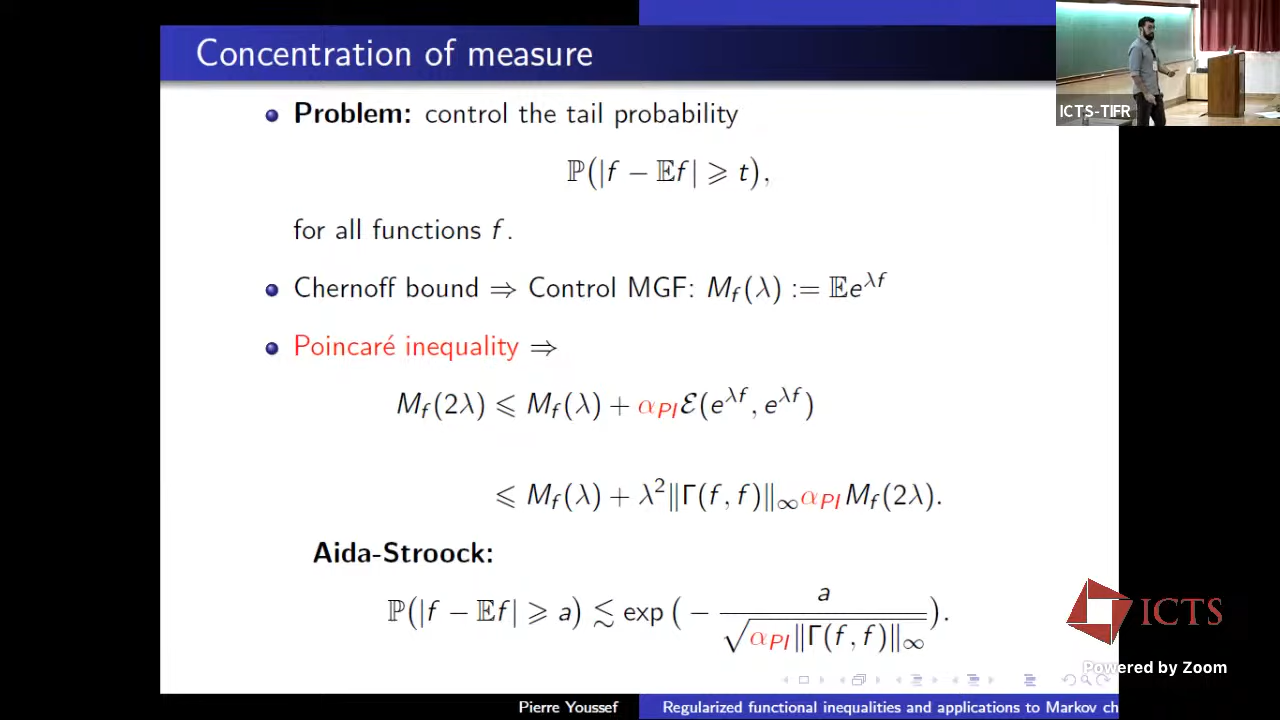 Concentration of measure
ICTS-TIFR
Problem: control the tail probability
ℙ(|f − 𝔼f| ⩾ t),
for all functions f.
Chernoff bound ⇒ Control MGF: M_f(λ) := 𝔼e^{λf}
Poincaré inequality ⇒
M_f(2λ) ⩽ M_f(λ) + α_{PI}ℰ(e^{λf}, e^{λf})
⩽ M_f(λ) + λ²‖Γ(f, f)‖_∞ α_{PI} M_f(2λ).
Aida-Stroock:
ℙ(|f − 𝔼f| ⩾ a) ≲ exp ( − a / √(α_{PI}‖Γ(f, f)‖_∞) ).
ICTS
Powered by Zoom
Pierre Youssef
Regularized functional inequalities and applications to Markov ch